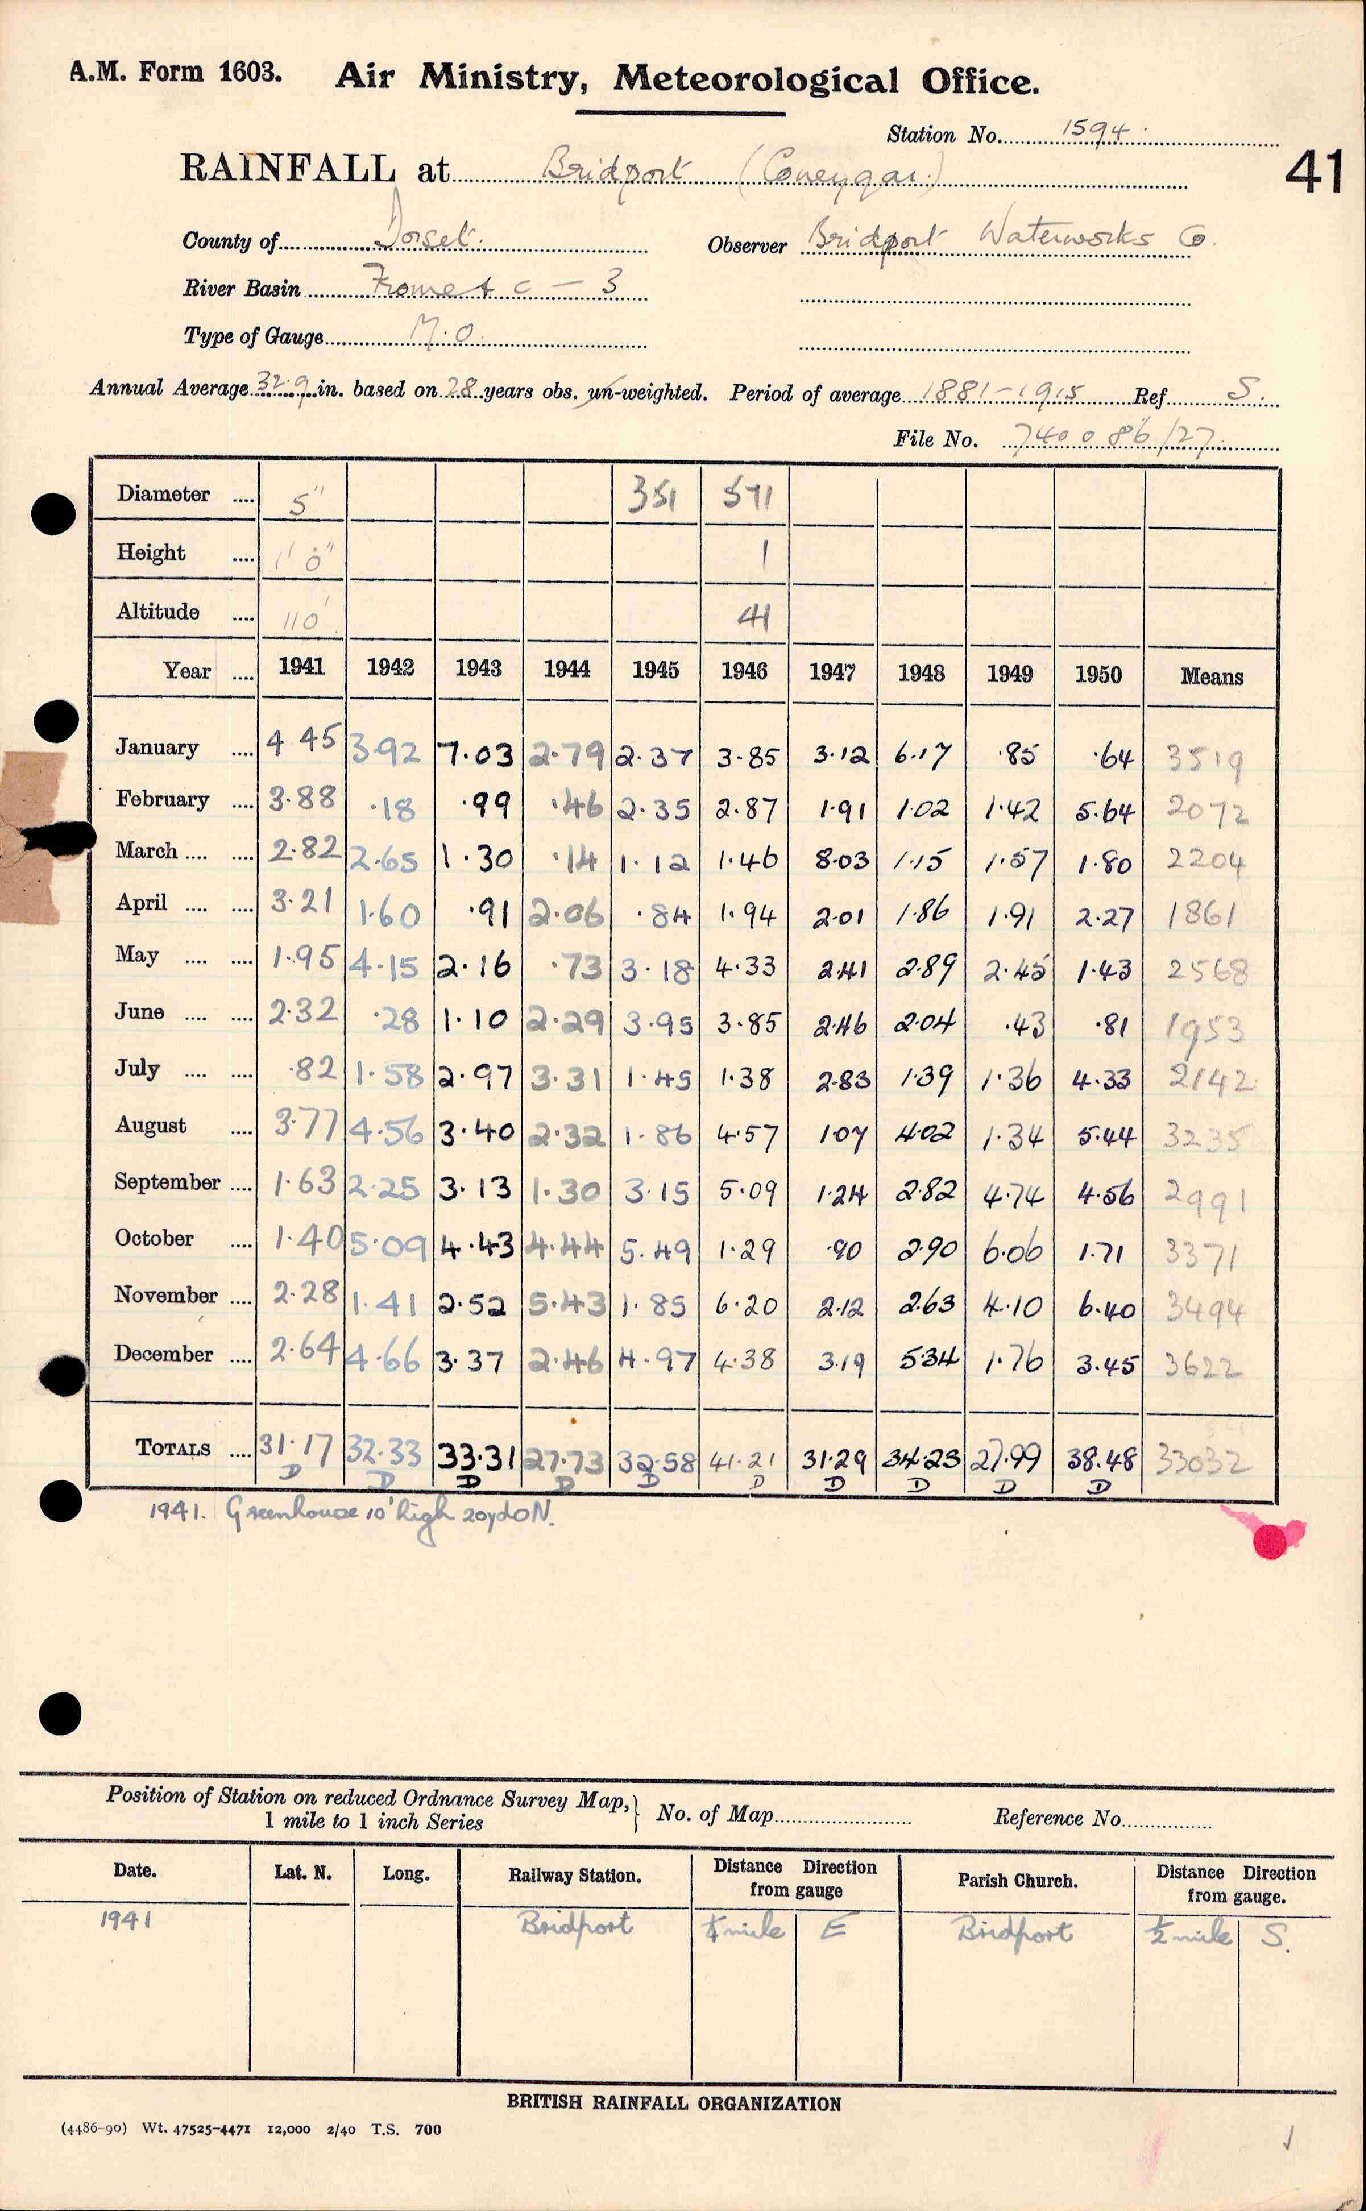 A.M. Form 1603. Air Ministry, Meteorological Office.
Station No. 1594
41
RAINFALL at Bridport (Coneygar.)
County of Dorset. Observer Bridport Waterworks Co.
River Basin Frome &c – 3
Type of Gauge M.O.
Annual Average 32.9 in. based on 28 years obs. un-weighted. Period of average 1881-1915 Ref S.
File No. 740086/27
Diameter .... 5" 351 571
Height .... 1' 0" 1
Altitude .... 110' 41
Year .... 1941 1942 1943 1944 1945 1946 1947 1948 1949 1950 Means
January .... 4 45 3.92 7.03 2.79 2.37 3.85 3.12 6.17 .85 .64 3519
February .... 3.88 .18 .99 .46 2.35 2.87 1.91 1.02 1.42 5.64 2072
March .... .... 2.82 2.65 1.30 .14 1.12 1.46 8.03 1.15 1.57 1.80 2204
April .... .... 3.21 1.60 .91 2.06 .84 1.94 2.01 1.86 1.91 2.27 1861
May .... .... 1.95 4.15 2.16 .73 3.18 4.33 2.41 2.89 2.45 1.43 2568
June .... .... 2.32 .28 1.10 2.29 3.95 3.85 2.46 2.04 .43 .81 1953
July .... .... .82 1.58 2.97 3.31 1.45 1.38 2.83 1.39 1.36 4.33 2142
August .... 3.77 4.56 3.40 2.32 1.86 4.57 1.07 4.02 1.34 5.44 3235
September .... 1.63 2.25 3.13 1.30 3.15 5.09 1.24 2.82 4.74 4.56 2991
October .... 1.40 5.09 4.43 4.44 5.49 1.29 .90 2.90 6.06 1.71 3371
November .... 2.28 1.41 2.52 5.43 1.85 6.20 2.12 2.63 4.10 6.40 3494
December .... 2.64 4.66 3.37 2.46 4.97 4.38 3.19 5.34 1.76 3.45 3622
TOTALS .... 31.17 32.33 33.31 27.73 32.58 41.21 31.29 34.23 27.99 38.48 33032
D D D D D D D D D D
1941. Greenhouse 10' high 20yds N.
Position of Station on reduced Ordnance Survey Map, 1 mile to 1 inch Series } No. of Map Reference No.
Date. Lat. N. Long. Railway Station. Distance Direction from gauge Parish Church. Distance Direction from gauge.
1941 Bridport ¼ mile E Bridport ½ mile S.
BRITISH RAINFALL ORGANIZATION
(4486-90) Wt. 47525-4471 12,000 2/40 T.S. 700